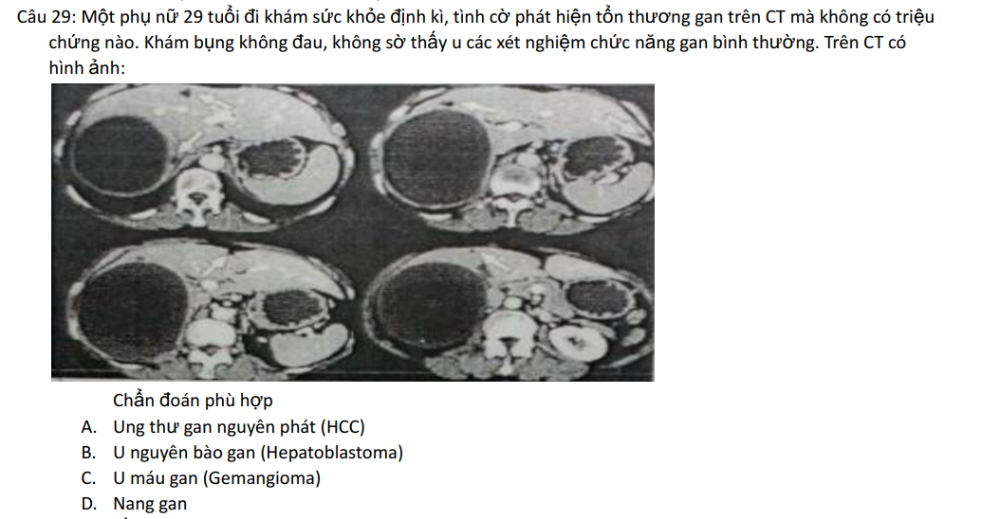 Câu 29: Một phụ nữ 29 tuổi đi khám sức khỏe định kì, tình cờ phát hiện tổn thương gan trên CT mà không có triệu
chứng nào. Khám bụng không đau, không sờ thấy u các xét nghiệm chức năng gan bình thường. Trên CT có
hình ảnh:
Chẩn đoán phù hợp
A. Ung thư gan nguyên phát (HCC)
B. U nguyên bào gan (Hepatoblastoma)
C. U máu gan (Gemangioma)
D. Nang gan